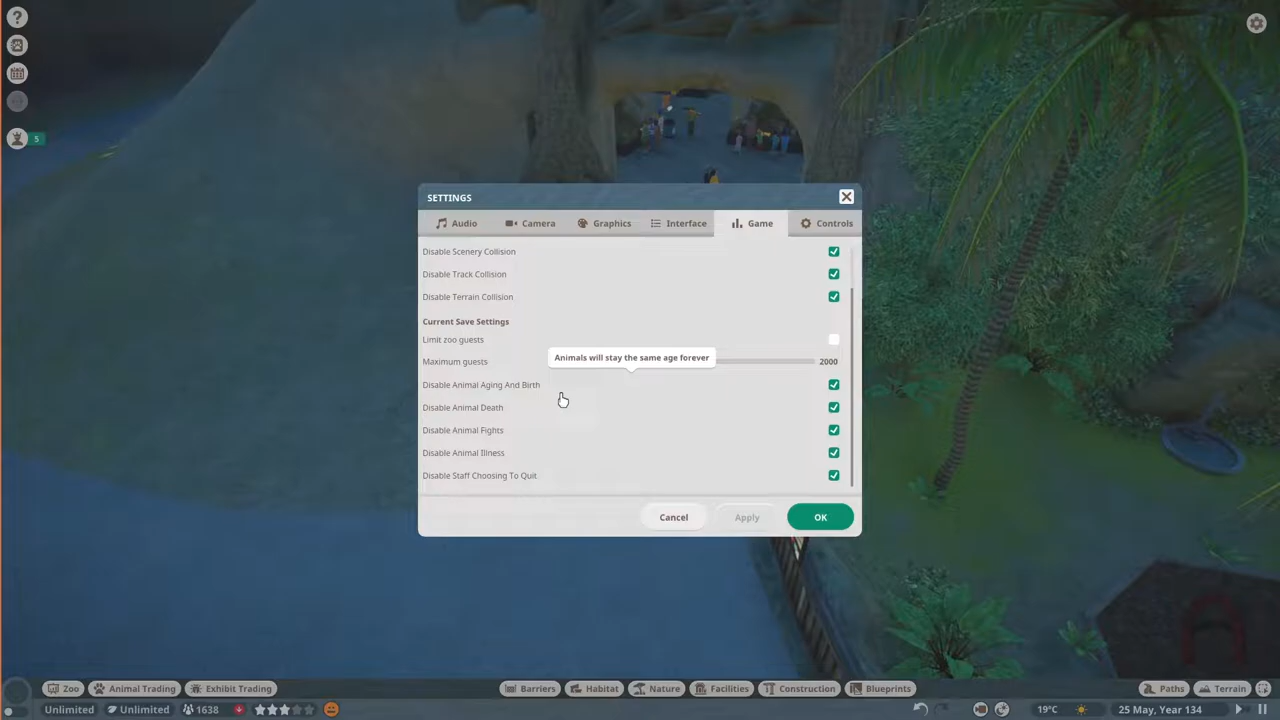 ?
5
SETTINGS
Audio Camera Graphics Interface Game Controls
Disable Scenery Collision
Disable Track Collision
Disable Terrain Collision
Current Save Settings
Limit zoo guests
Animals will stay the same age forever
Maximum guests 2000
Disable Animal Aging And Birth
Disable Animal Death
Disable Animal Fights
Disable Animal Illness
Disable Staff Choosing To Quit
Cancel Apply OK
Zoo Animal Trading Exhibit Trading Barriers Habitat Nature Facilities Construction Blueprints Paths Terrain
Unlimited Unlimited 1638 19°C 25 May, Year 134